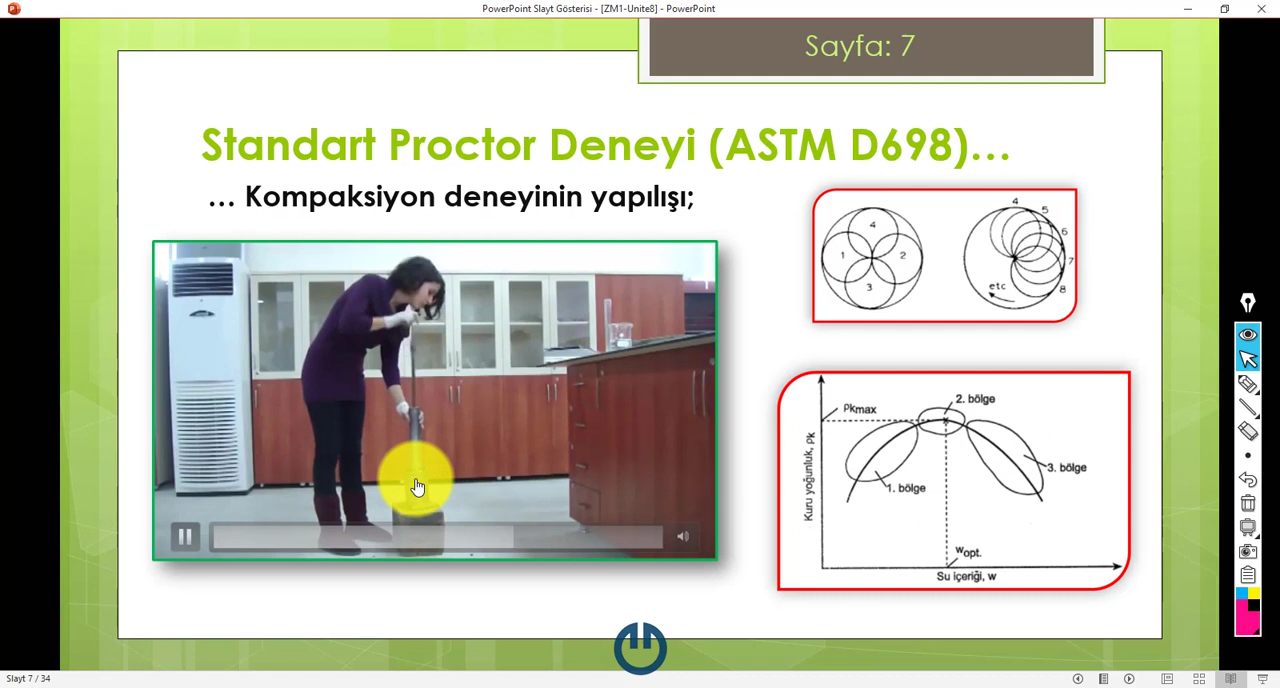 PowerPoint Slayt Gösterisi - [ZM1-Unite8] - PowerPoint
Sayfa: 7
Standart Proctor Deneyi (ASTM D698)...
... Kompaksiyon deneyinin yapılışı;
4
1
2
3
4
5
6
7
8
etc
ρkmax
2. bölge
3. bölge
1. bölge
Kuru yoğunluk, ρk
wopt.
Su içeriği, w
Slayt 7 / 34